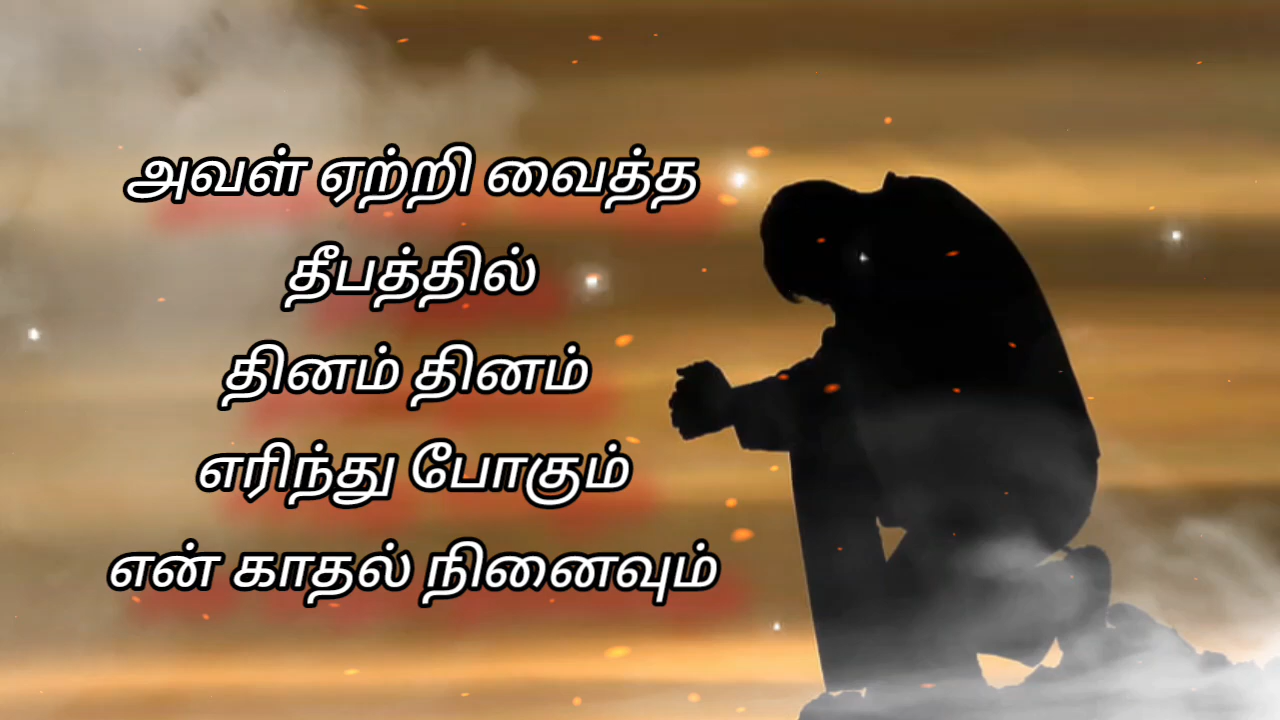 அவள் ஏற்றி வைத்த
தீபத்தில்
தினம் தினம்
எரிந்து போகும்
என் காதல் நினைவும்